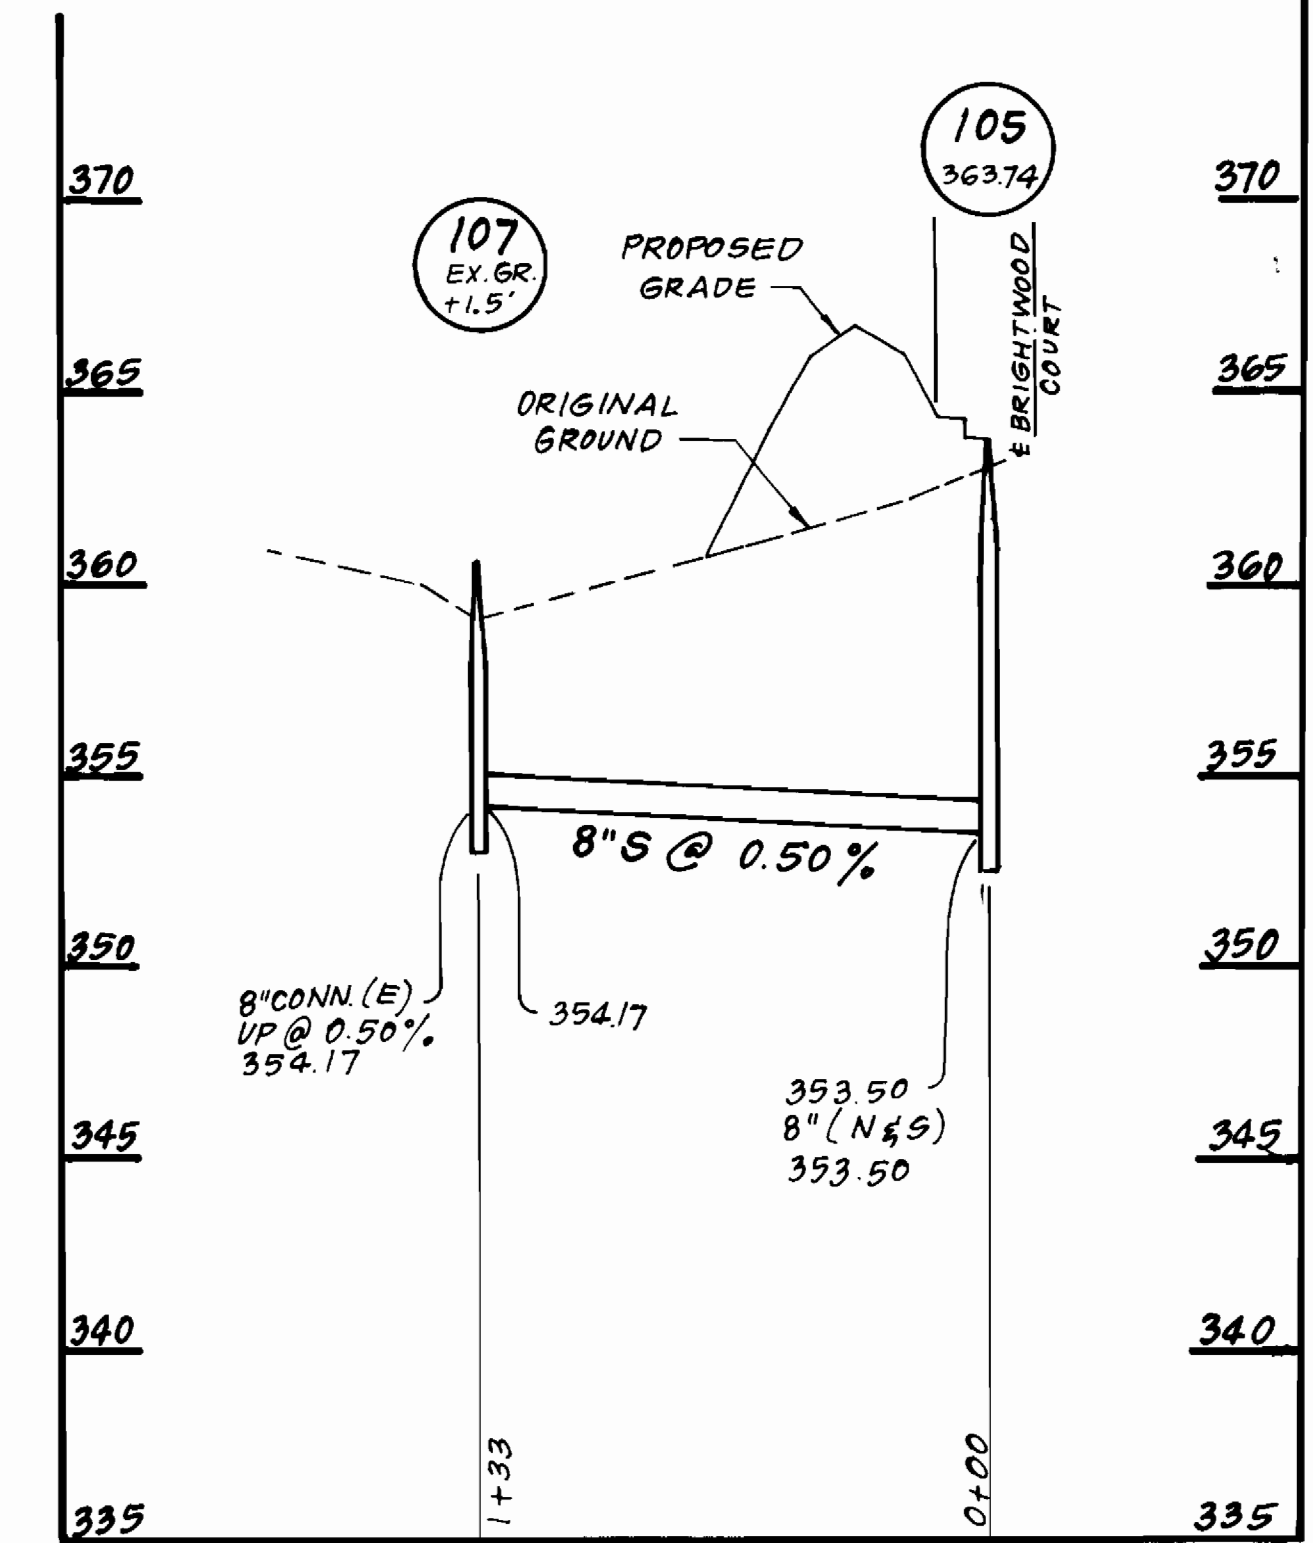 105
363.74
370
370
107
EX. GR.
+1.5'
PROPOSED
GRADE
℄ BRIGHTWOOD
COURT
365
365
ORIGINAL
GROUND
360
360
355
355
8"S @ 0.50%
350
350
8"CONN. (E)
UP @ 0.50%
354.17
354.17
353.50
8" (N & S)
353.50
345
345
340
340
1+33
0+00
335
335